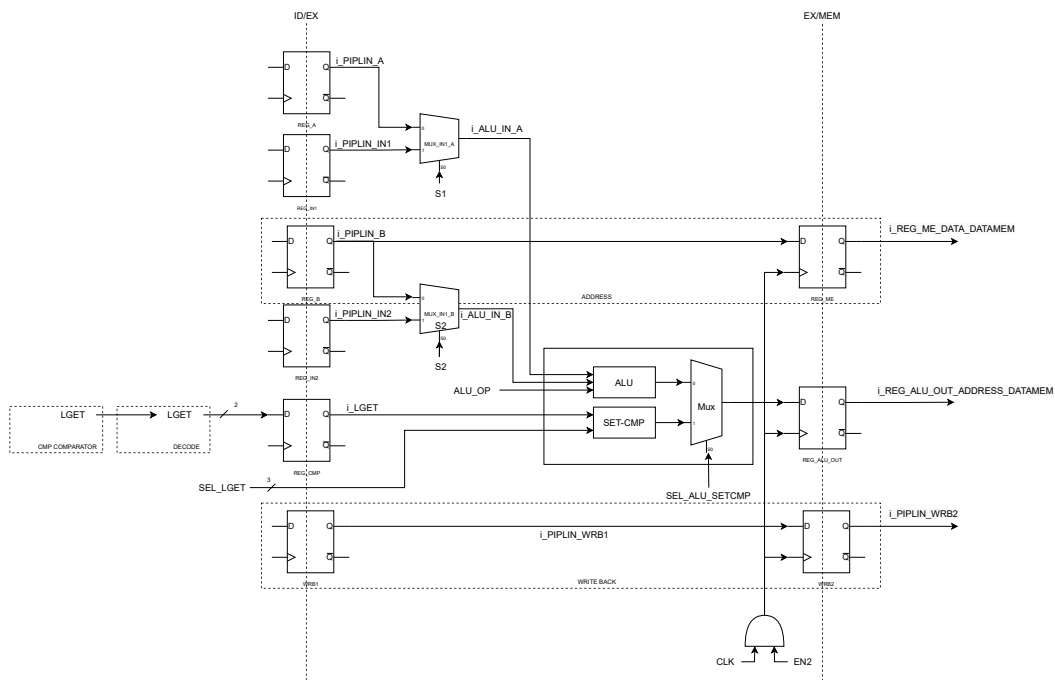 ID/EX
EX/MEM
D
Q
Q
REG_A
i_PIPLIN_A
D
Q
Q
REG_IN1
i_PIPLIN_IN1
0
MUX_IN1_A
1
S0
S1
i_ALU_IN_A
D
Q
Q
REG_B
i_PIPLIN_B
ADDRESS
D
Q
Q
REG_ME
i_REG_ME_DATA_DATAMEM
D
Q
Q
REG_IN2
i_PIPLIN_IN2
0
MUX_IN1_B
1
S2
S0
S2
i_ALU_IN_B
ALU_OP
ALU
SET-CMP
0
Mux
1
S0
SEL_ALU_SETCMP
LGET
CMP COMPARATOR
LGET
DECODE
2
D
Q
Q
REG_CMP
i_LGET
SEL_LGET
3
D
Q
Q
REG_ALU_OUT
i_REG_ALU_OUT_ADDRESS_DATAMEM
D
Q
Q
WRB1
i_PIPLIN_WRB1
WRITE BACK
D
Q
Q
WRB2
i_PIPLIN_WRB2
CLK
EN2